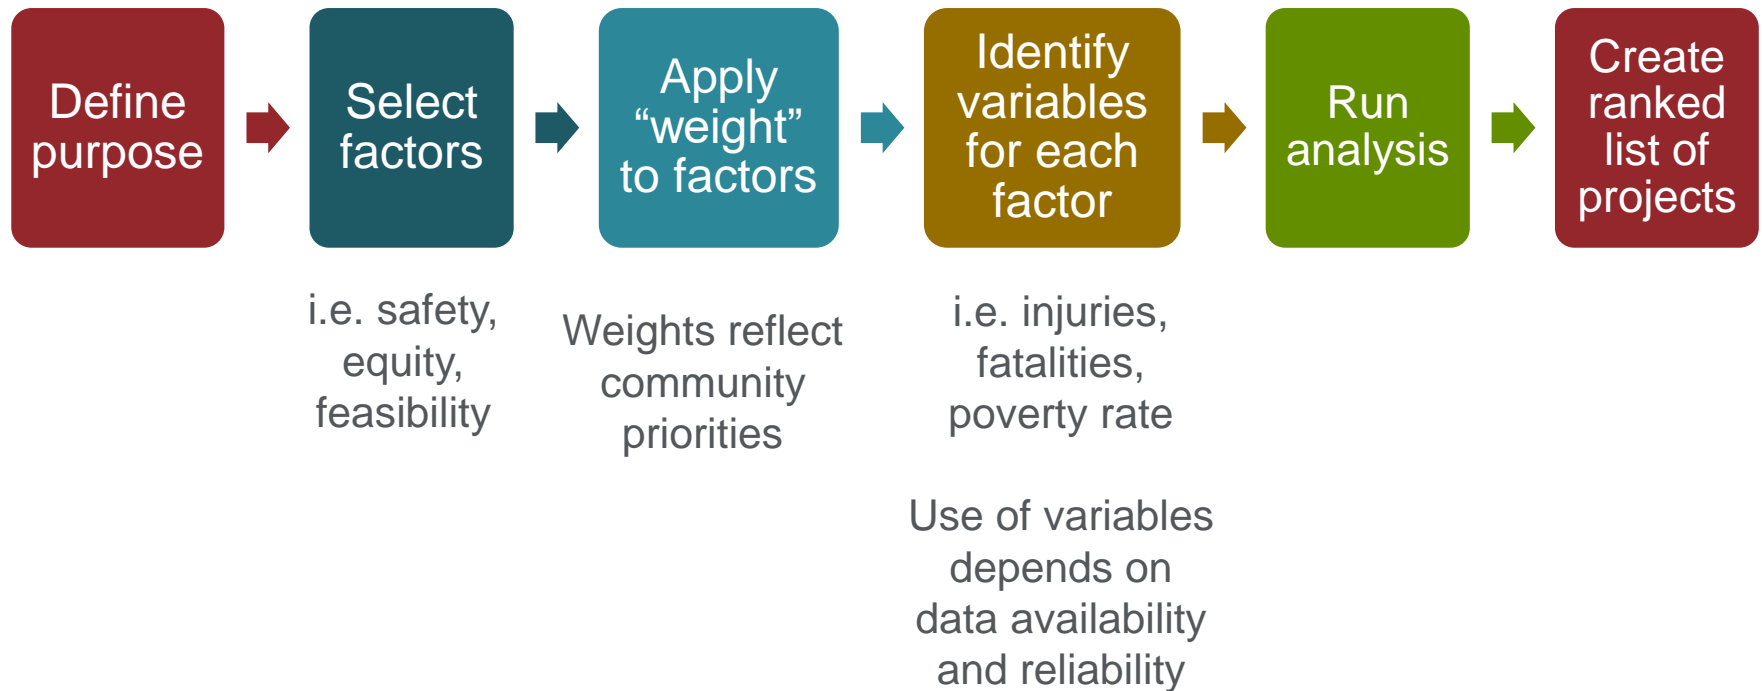 Define
purpose
Select
factors
Apply
“weight”
to factors
Identify
variables
for each
factor
Run
analysis
Create
ranked
list of
projects
i.e. safety,
equity,
feasibility
Weights reflect
community
priorities
i.e. injuries,
fatalities,
poverty rate
Use of variables
depends on
data availability
and reliability